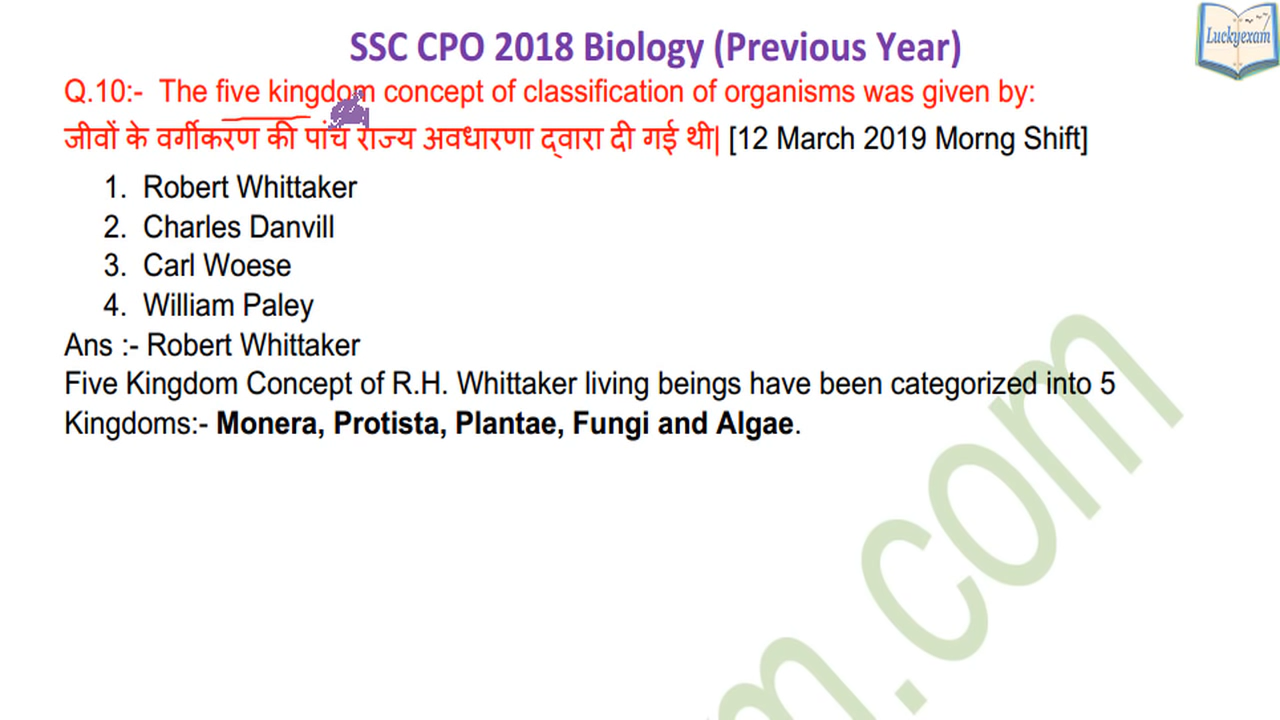 SSC CPO 2018 Biology (Previous Year)
Luckyexam
Q.10:- The five kingdom concept of classification of organisms was given by:
जीवों के वर्गीकरण की पांच राज्य अवधारणा द्वारा दी गई थी| [12 March 2019 Morng Shift]
1. Robert Whittaker
2. Charles Danvill
3. Carl Woese
4. William Paley
Ans :- Robert Whittaker
Five Kingdom Concept of R.H. Whittaker living beings have been categorized into 5
Kingdoms:- Monera, Protista, Plantae, Fungi and Algae.
m.com